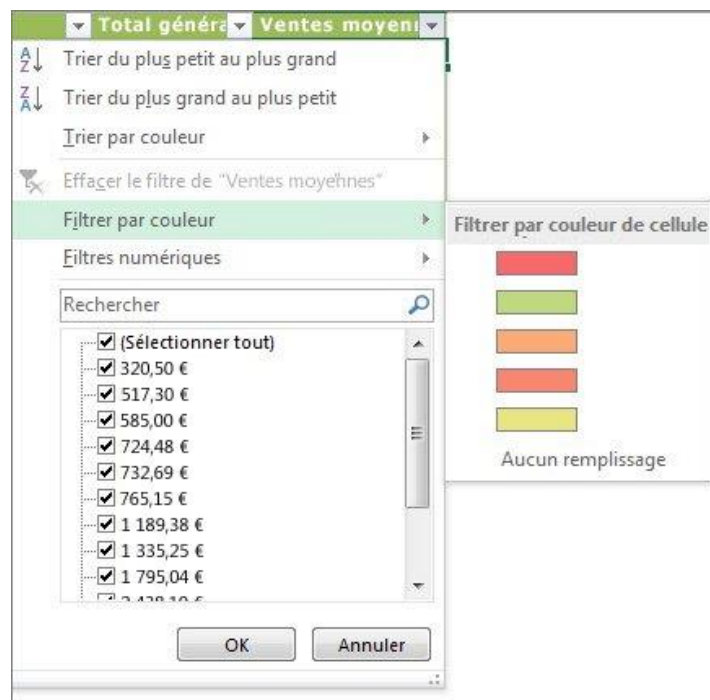 Total généra Ventes moyen
Trier du plus petit au plus grand
Trier du plus grand au plus petit
Trier par couleur
Effacer le filtre de "Ventes moyennes"
Filtrer par couleur
Filtrer par couleur de cellule
Filtres numériques
Rechercher
(Sélectionner tout)
320,50 €
517,30 €
585,00 €
724,48 €
732,69 €
765,15 €
1 189,38 €
1 335,25 €
1 795,04 €
Aucun remplissage
OK
Annuler